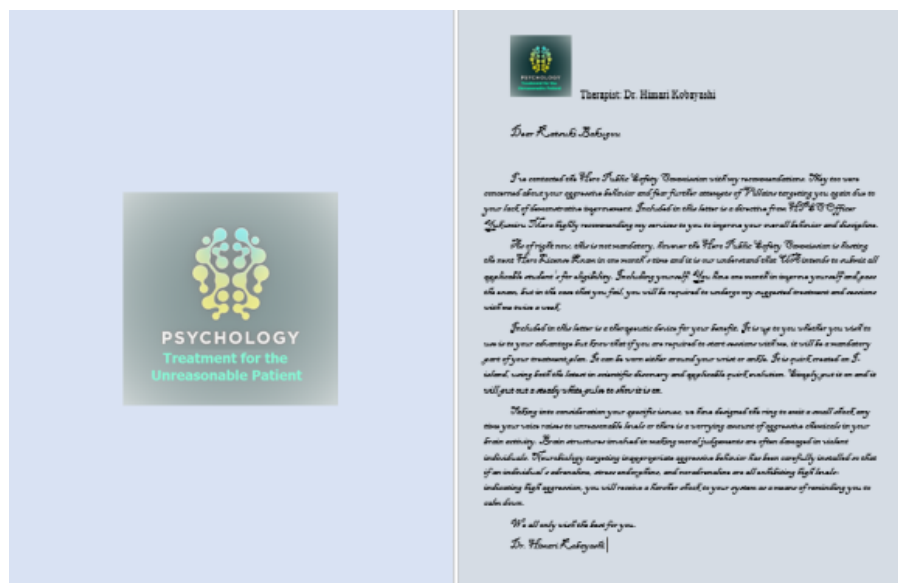 PSYCHOLOGY
Treatment for the
Unreasonable Patient
PSYCHOLOGY
Treatment for the
Unreasonable Patient
Therapist: Dr. Himari Kobayashi
Dear Katsuki Bakugou
I've contacted the Hero Public Safety Commission with my recommendations. They too were
concerned about your aggressive behavior and fear further attempts of Villains targeting you again due to
your lack of demonstrative improvement. Included in this letter is a directive from HPSC Officer
highly recommending my services to you to improve your overall behavior and discipline.
As of right now, this is not mandatory, however the Hero Public Safety Commission is hosting
the next Hero License Exam in one month's time and it is our understand that UA intends to submit all
applicable student's for eligibility. Including yourself. You have one month to improve yourself and pass
the exam, but in the case that you fail, you will be required to undergo my suggested treatment and sessions
with me twice a week.
Included in this letter is a therapeutic device for your benefit. It is up to you whether you wish to
use is to your advantage but know that if you are required to start sessions with me, it will be a mandatory
part of your treatment plan. It can be worn either around your wrist or ankle. It is quirk created on I-
island, using both the latest in scientific discovery and applicable quirk evolution. Simply put it on and it
will put out a steady white pulse to show it is on.
Taking into consideration your specific issues, we have designed the ring to emit a small shock any
time your voice raises to unreasonable levels or there is a worrying amount of aggressive chemicals in your
brain activity. Brain structures involved in making moral judgements are often damaged in violent
individuals. Neurobiology targeting inappropriate aggressive behavior has been carefully installed so that
if an individual's adrenaline, stress endorphins, and noradrenaline are all exhibiting high levels-
indicating high aggression, you will receive a harsher shock to your system as a means of reminding you to
calm down.
We all only wish the best for you.
Dr. Himari Kobayashi